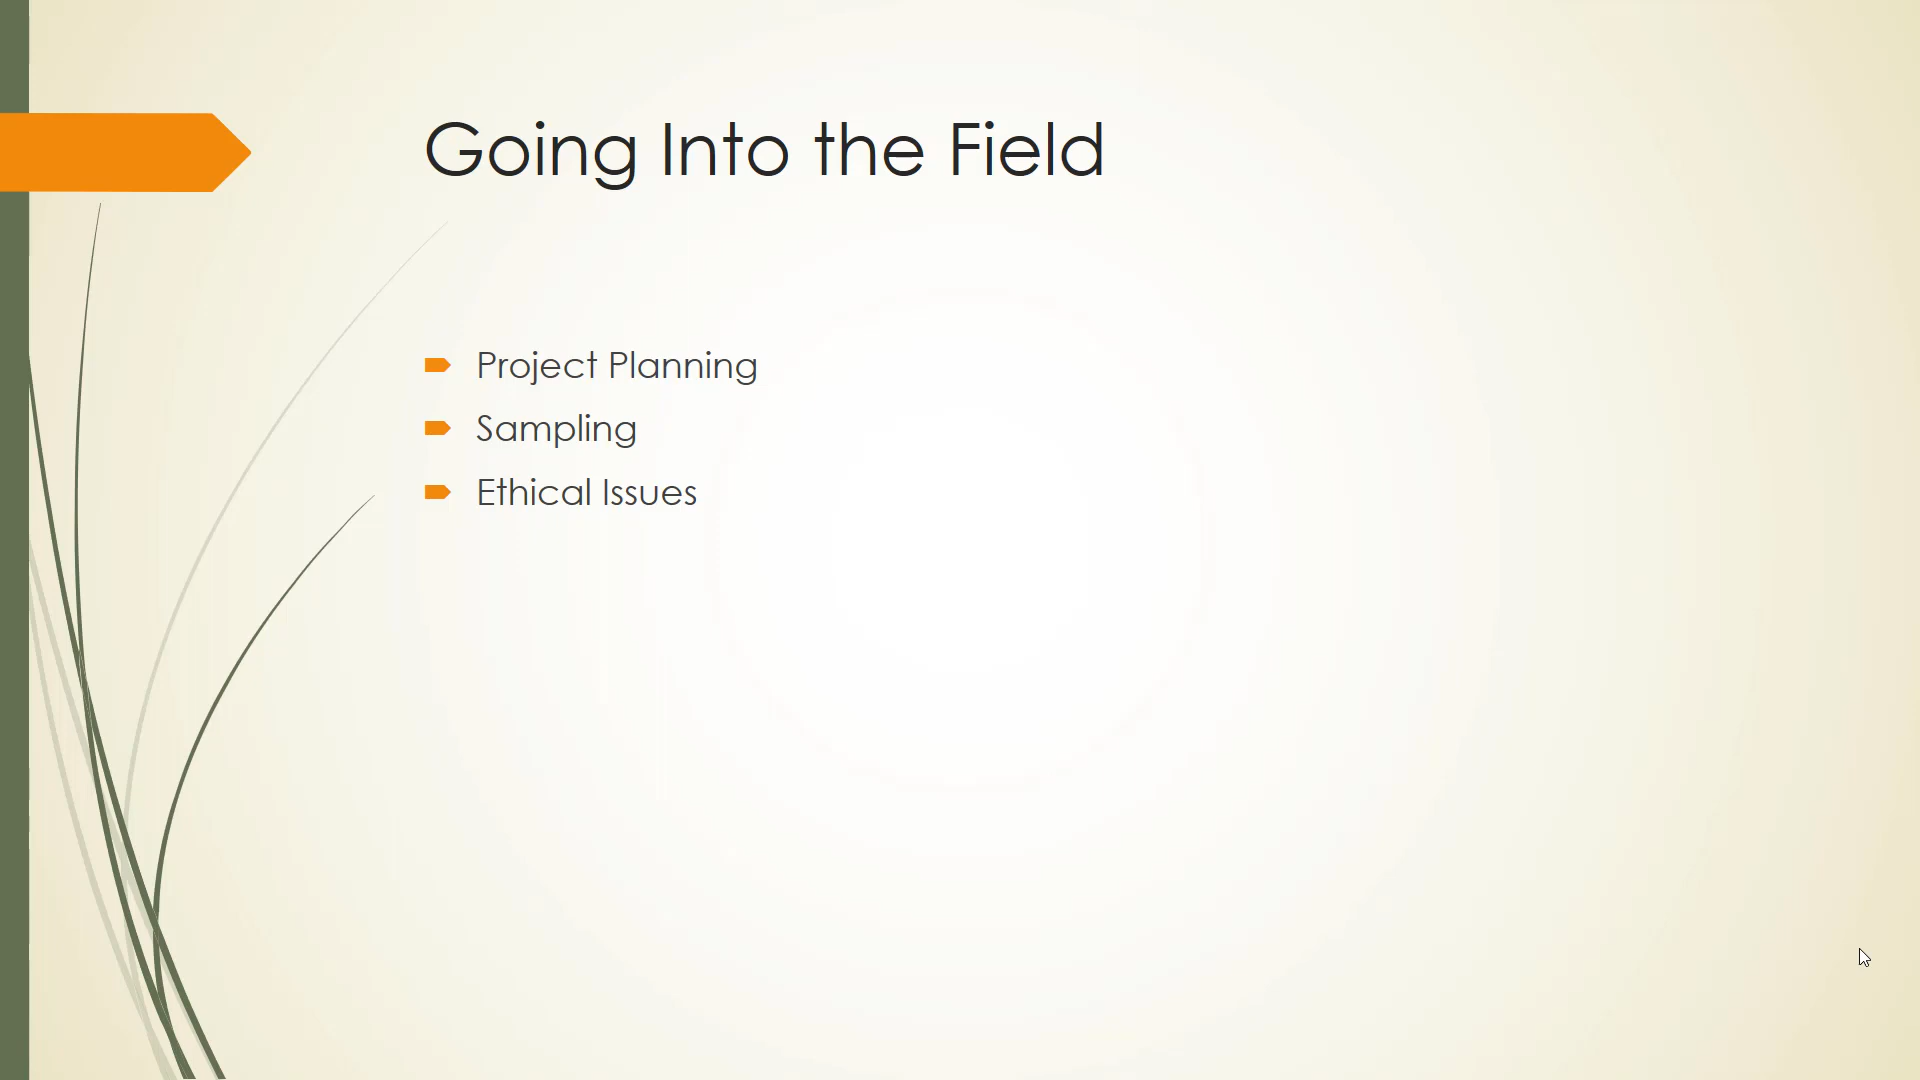 Going Into the Field
Project Planning
Sampling
Ethical Issues